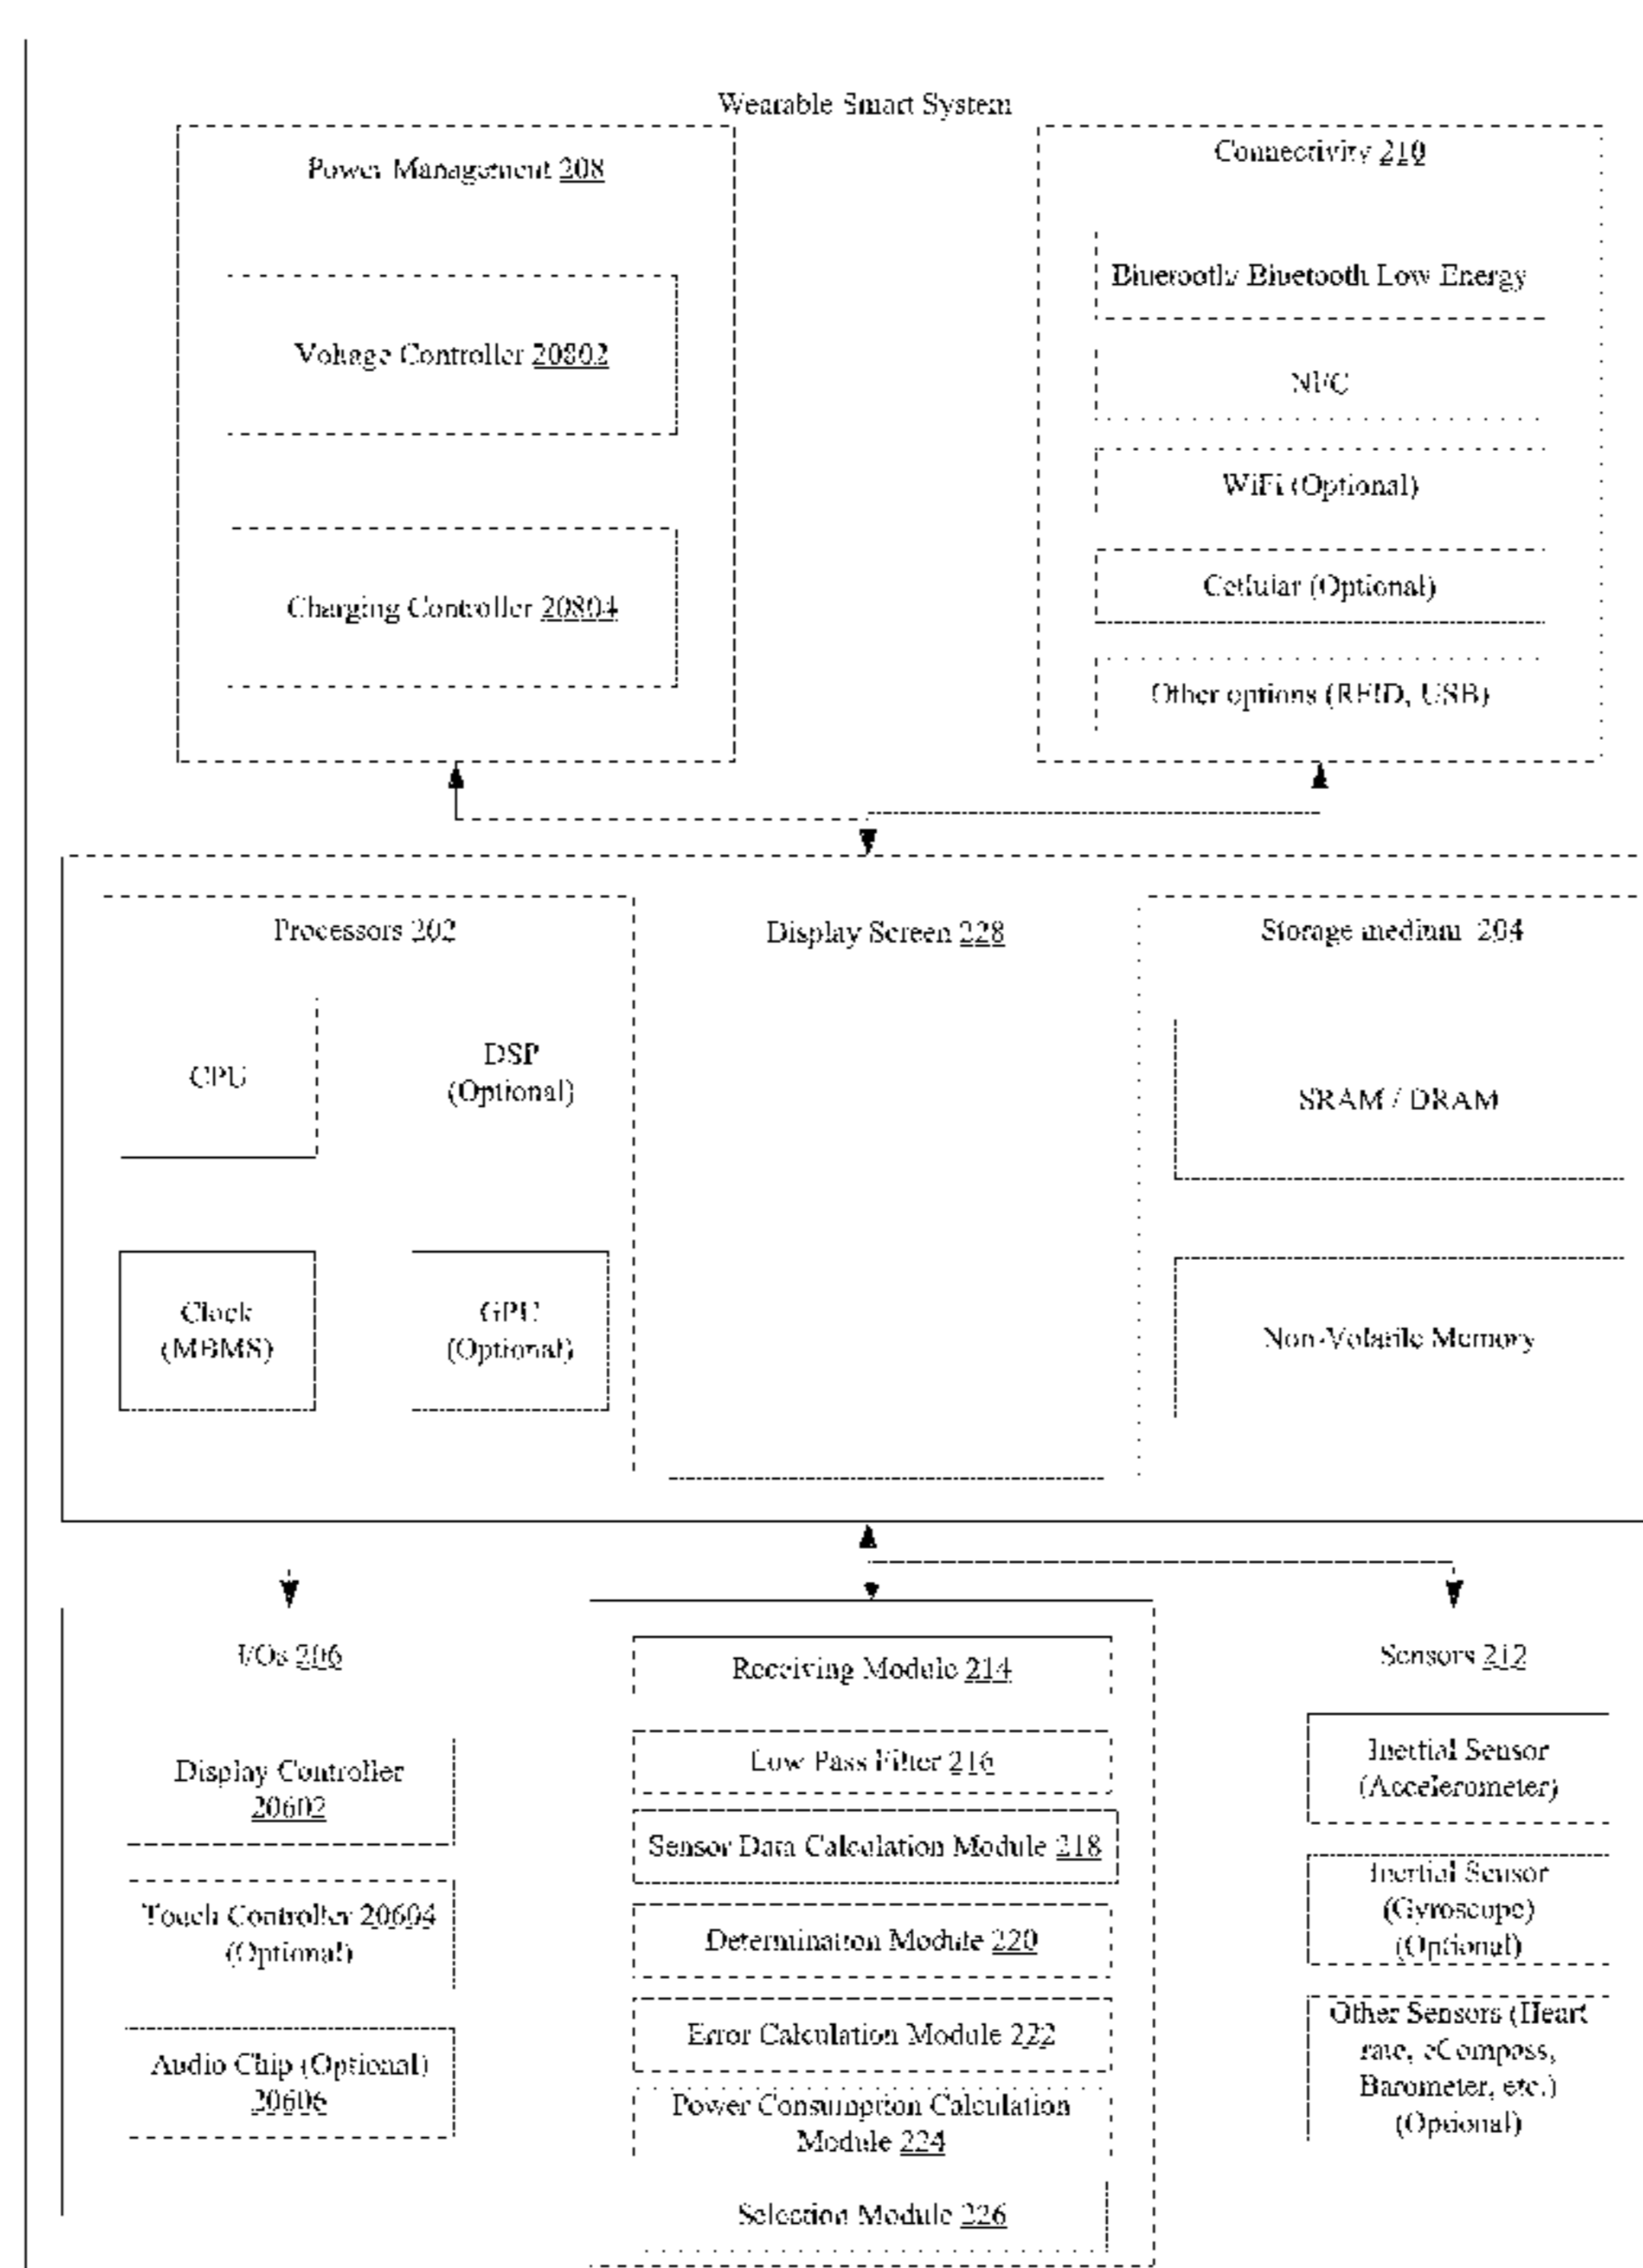 Wearable Smart System
Power Management 208
Voltage Controller 20802
Charging Controller 20804
Connectivity 210
Bluetooth/ Bluetooth Low Energy
NFC
WiFi (Optional)
Cellular (Optional)
Other options (RFID, USB)
Processors 202
CPU
DSP
(Optional)
Clock
(MBMS)
GPU
(Optional)
Display Screen 228
Storage medium 204
SRAM / DRAM
Non-Volatile Memory
I/Os 206
Display Controller
20602
Touch Controller 20604
(Optional)
Audio Chip (Optional)
20606
Receiving Module 214
Low Pass Filter 216
Sensor Data Calculation Module 218
Determination Module 220
Error Calculation Module 222
Power Consumption Calculation
Module 224
Selection Module 226
Sensors 212
Inertial Sensor
(Accelerometer)
Inertial Sensor
(Gyroscope)
(Optional)
Other Sensors (Heart
rate, eCompass,
Barometer, etc.)
(Optional)